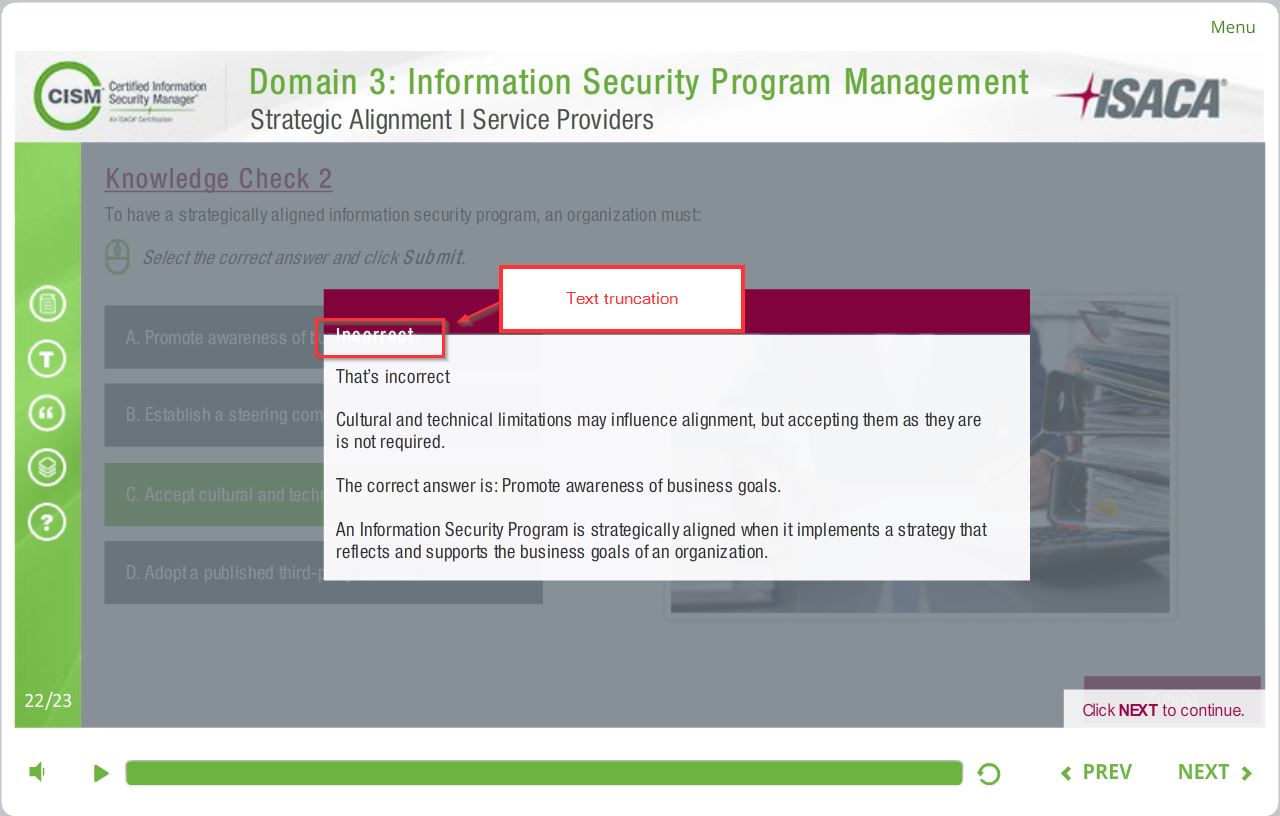 Menu
CISM
Certified Information
Security Manager®
An ISACA® Certification
Domain 3: Information Security Program Management
Strategic Alignment I Service Providers
ISACA®
Knowledge Check 2
To have a strategically aligned information security program, an organization must:
Select the correct answer and click Submit.
Text truncation
Incorrect
A. Promote awareness of b
That's incorrect
B. Establish a steering com
Cultural and technical limitations may influence alignment, but accepting them as they are
is not required.
C. Accept cultural and techn
The correct answer is: Promote awareness of business goals.
An Information Security Program is strategically aligned when it implements a strategy that
reflects and supports the business goals of an organization.
D. Adopt a published third-p
22/23
Click NEXT to continue.
PREV
NEXT